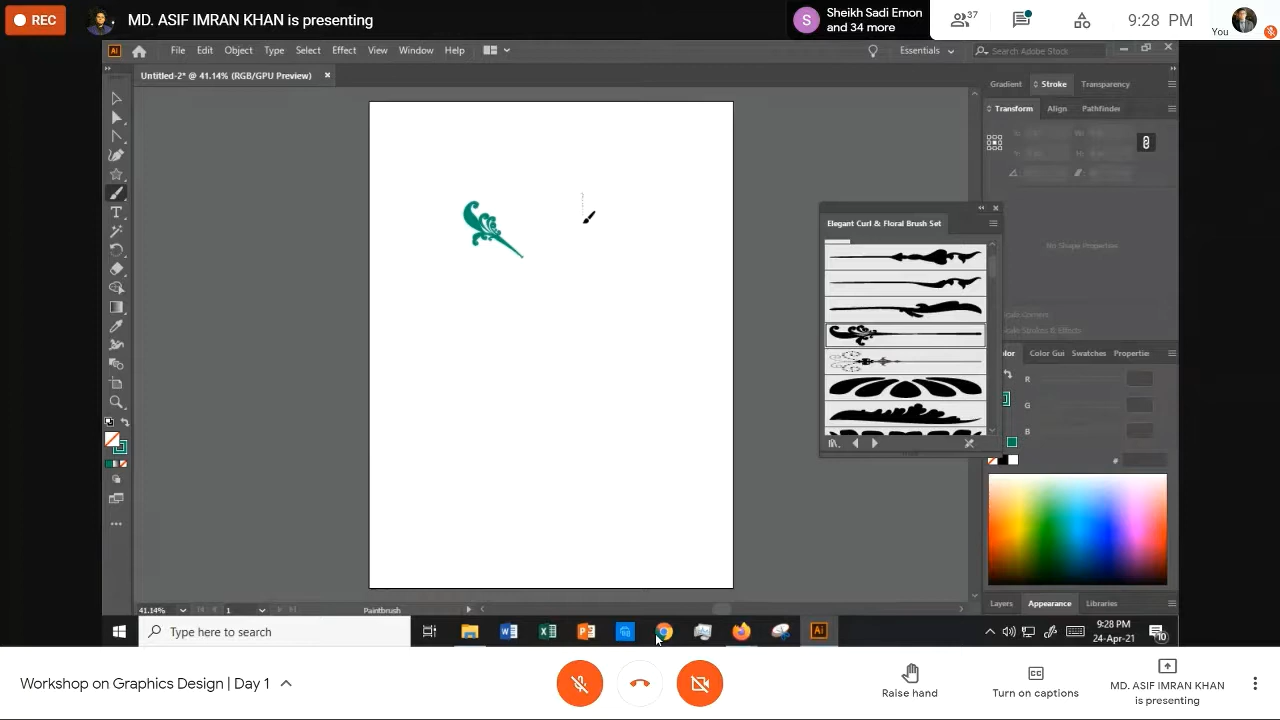 REC
MD. ASIF IMRAN KHAN is presenting
S
Sheikh Sadi Emon
and 34 more
37
9:28 PM
You
Ai
File Edit Object Type Select Effect View Window Help
Essentials
Search Adobe Stock
Untitled-2* @ 41.14% (RGB/GPU Preview)
Gradient
Stroke
Transparency
Transform
Align
Pathfinder
No Shape Properties
Elegant Curl & Floral Brush Set
Color Gui
Swatches
Propertie
R
G
B
#
41.14%
1
Paintbrush
Layers
Appearance
Libraries
Type here to search
9:28 PM
24-Apr-21
10
Workshop on Graphics Design | Day 1
Raise hand
Turn on captions
MD. ASIF IMRAN KHAN
is presenting